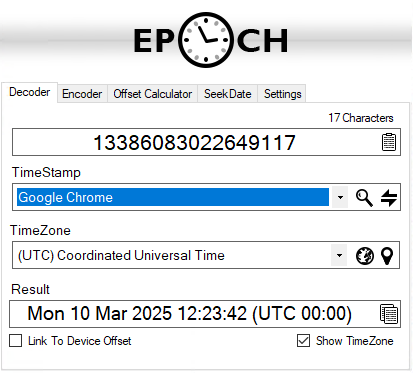 EPOCH
Decoder Encoder Offset Calculator SeekDate Settings
17 Characters
13386083022649117
TimeStamp
Google Chrome
TimeZone
(UTC) Coordinated Universal Time
Result
Mon 10 Mar 2025 12:23:42 (UTC 00:00)
Link To Device Offset Show TimeZone